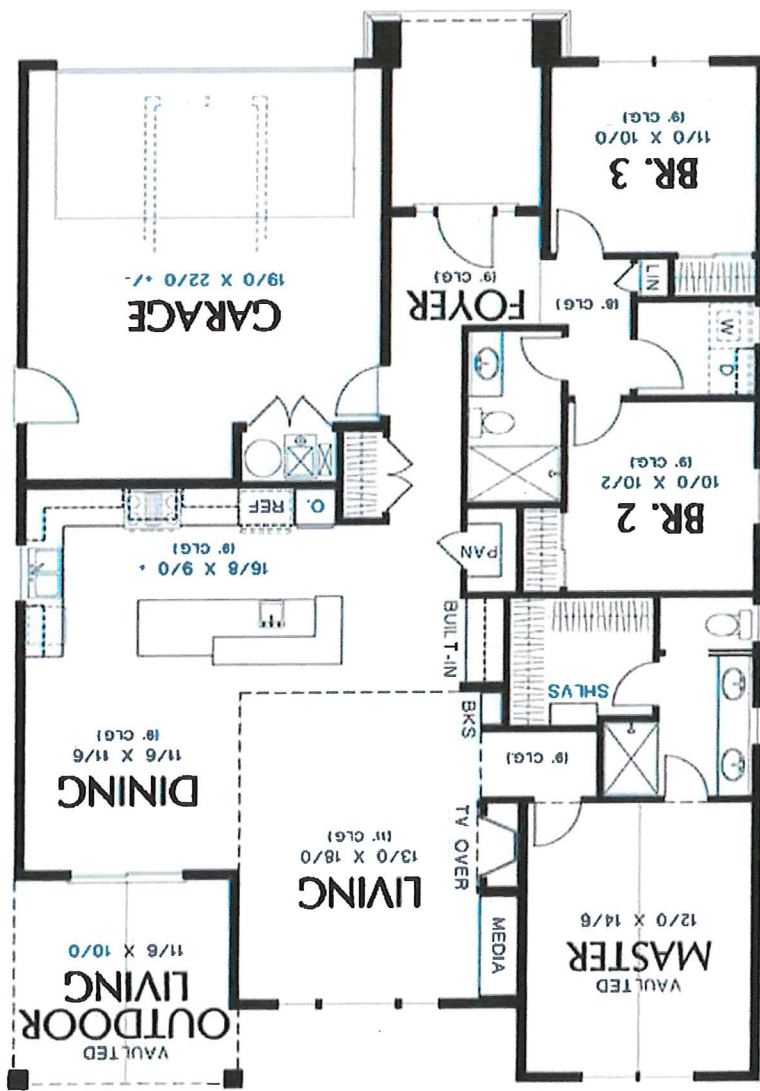 VAULTED
OUTDOOR
LIVING
11/6 X 10/0
VAULTED
MASTER
12/0 X 14/6
MEDIA
LIVING
13/0 X 18/0
(11' CLG.)
TV OVER
DINING
11/6 X 11/6
(9' CLG.)
(9' CLG.)
BKS
SHLVS
BUILT-IN
16/8 X 9/0 +
(9' CLG.)
PAN
BR. 2
10/0 X 10/2
(9' CLG.)
REF
O.
D
W
GARAGE
19/0 X 22/0 +/-
FOYER
(9' CLG.)
(8' CLG.)
LIN
BR. 3
11/0 X 10/0
(9' CLG.)